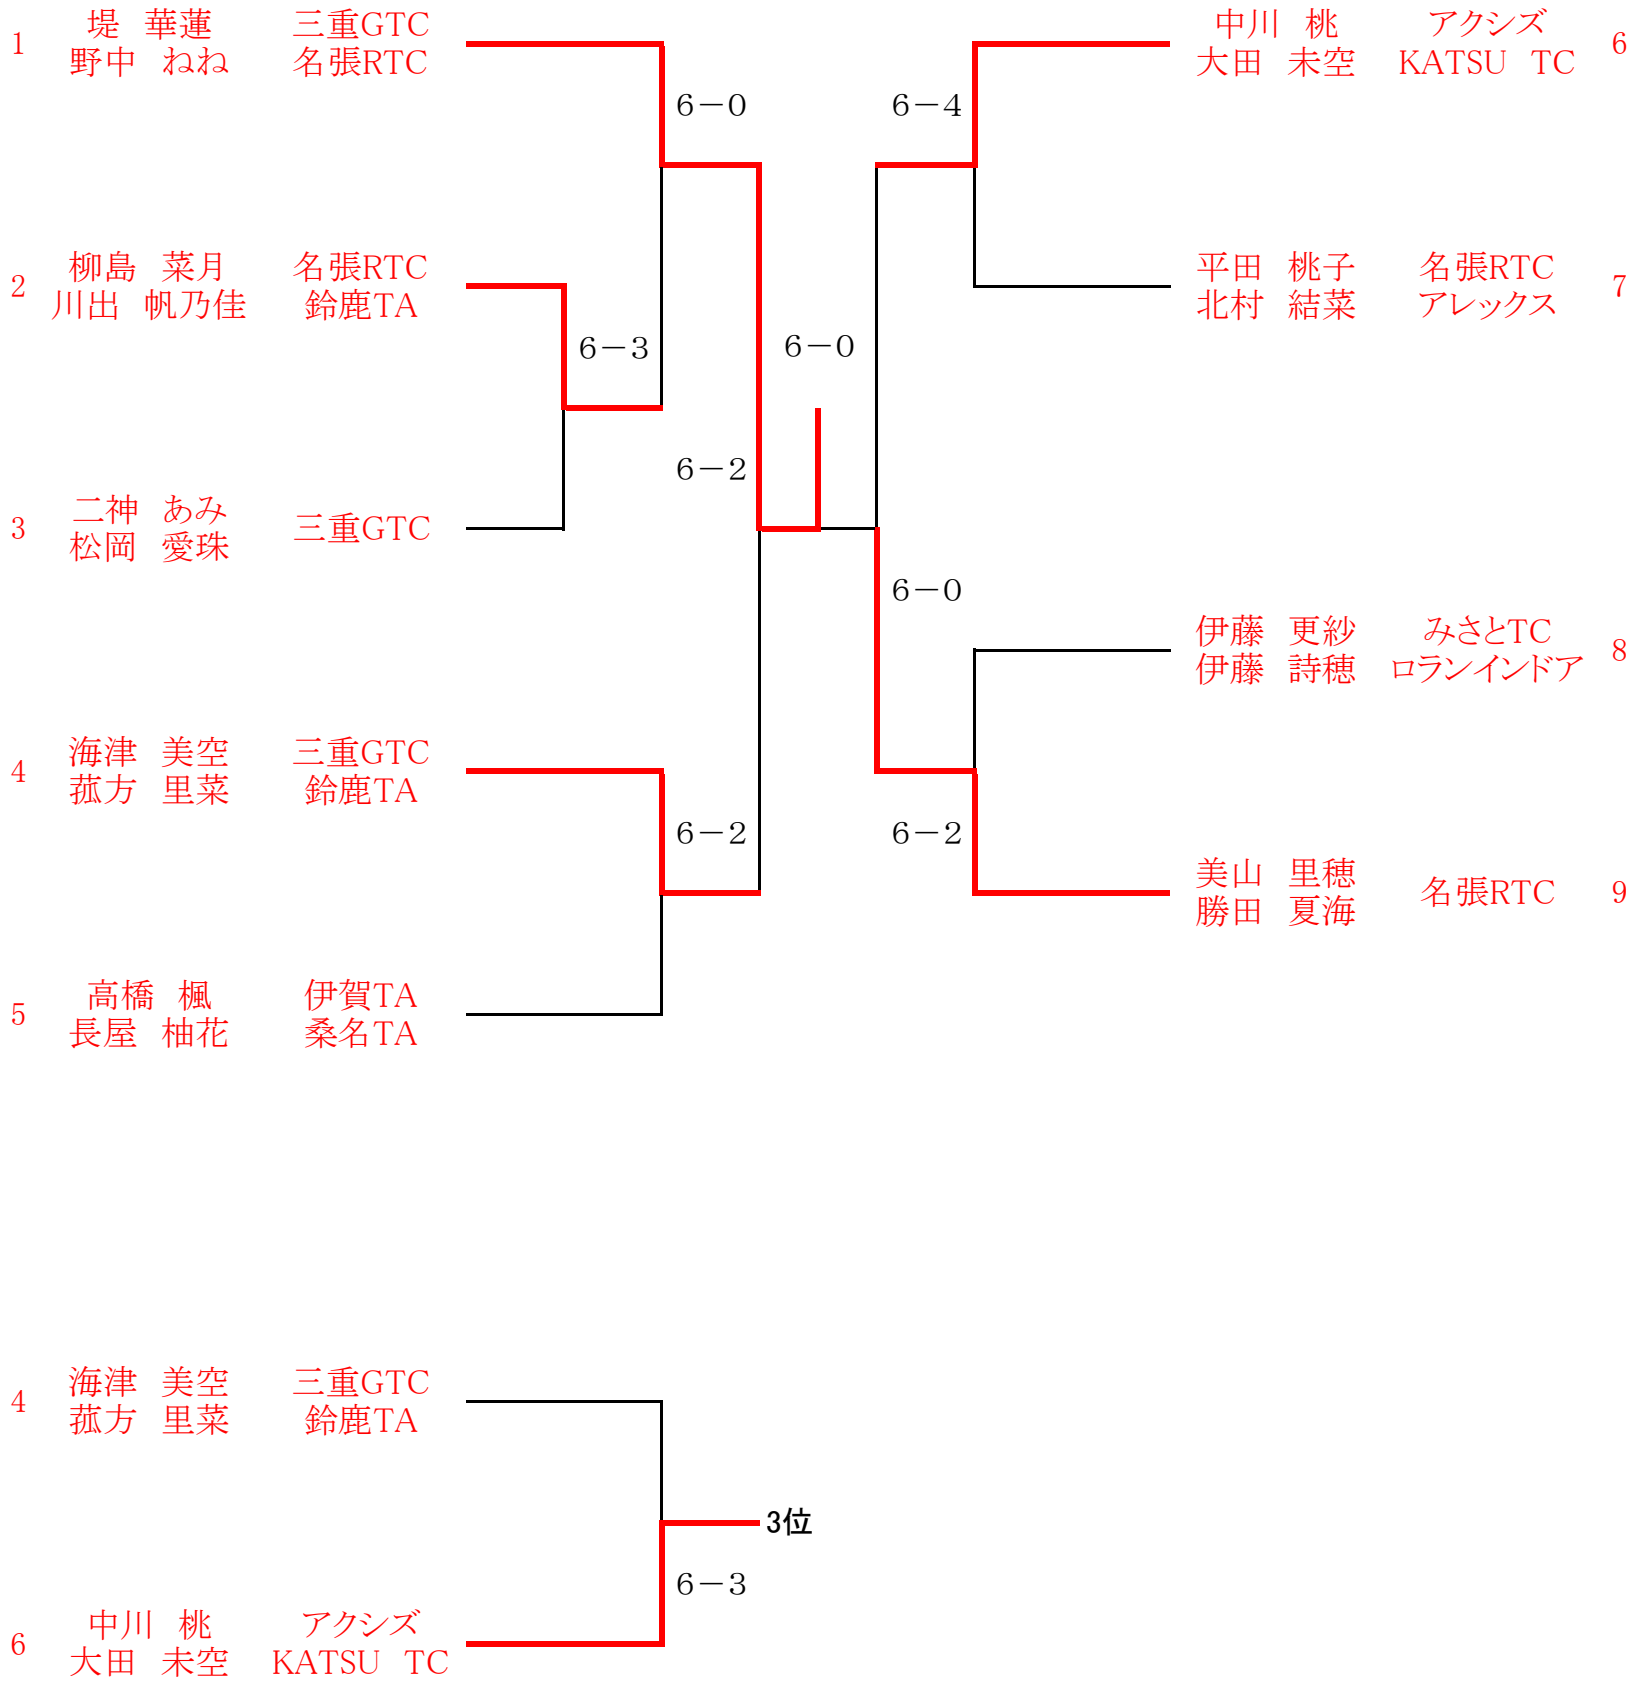 1 堤　華蓮 三重GTC
野中　ねね 名張RTC
6－0
2 柳島　菜月 名張RTC
川出　帆乃佳 鈴鹿TA
6－3
3 二神　あみ 三重GTC
松岡　愛珠
6－2
4 海津　美空 三重GTC
菰方　里菜 鈴鹿TA
6－2
5 高橋　楓 伊賀TA
長屋　柚花 桑名TA
6－0
中川　桃 アクシズ 6
大田　未空 KATSU　TC
6－4
平田　桃子 名張RTC 7
北村　結菜 アレックス
6－0
伊藤　更紗 みさとTC 8
伊藤　詩穂 ロランインドア
6－2
美山　里穂 名張RTC 9
勝田　夏海
4 海津　美空 三重GTC
菰方　里菜 鈴鹿TA
3位
6－3
6 中川　桃 アクシズ
大田　未空 KATSU　TC